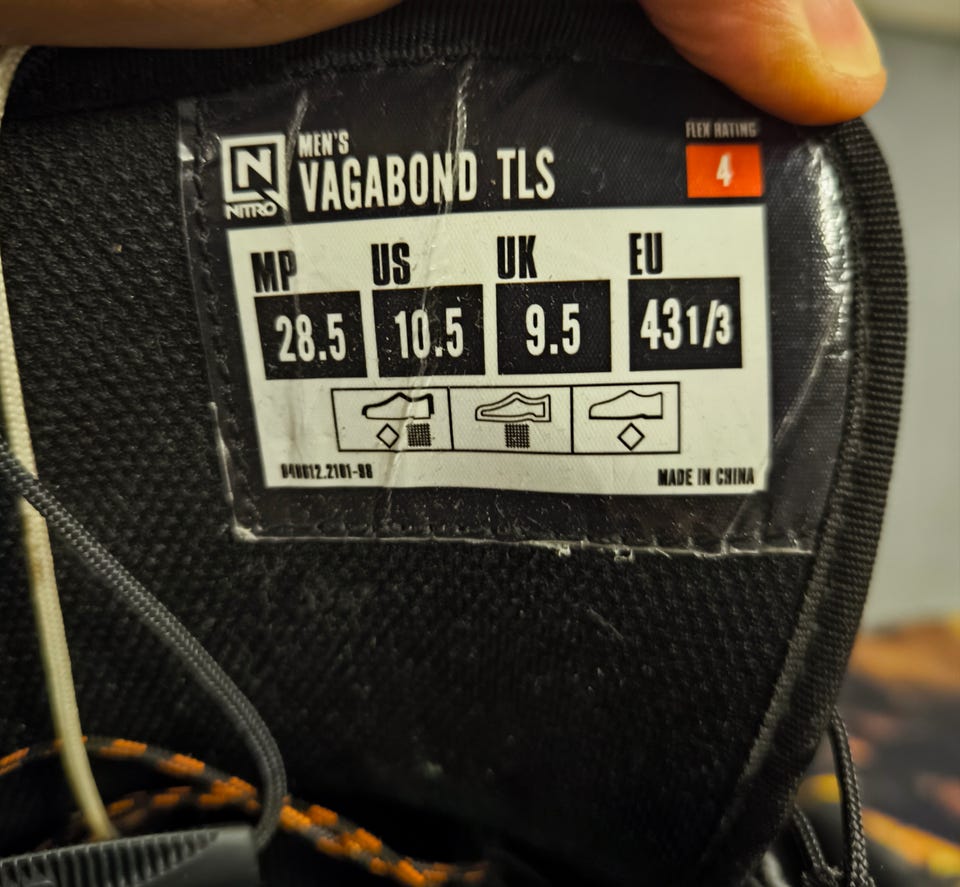 MEN'S
VAGABOND TLS
N
NITRO
FLEX RATING
4
MP US UK EU
28.5 10.5 9.5 43 1/3
MADE IN CHINA